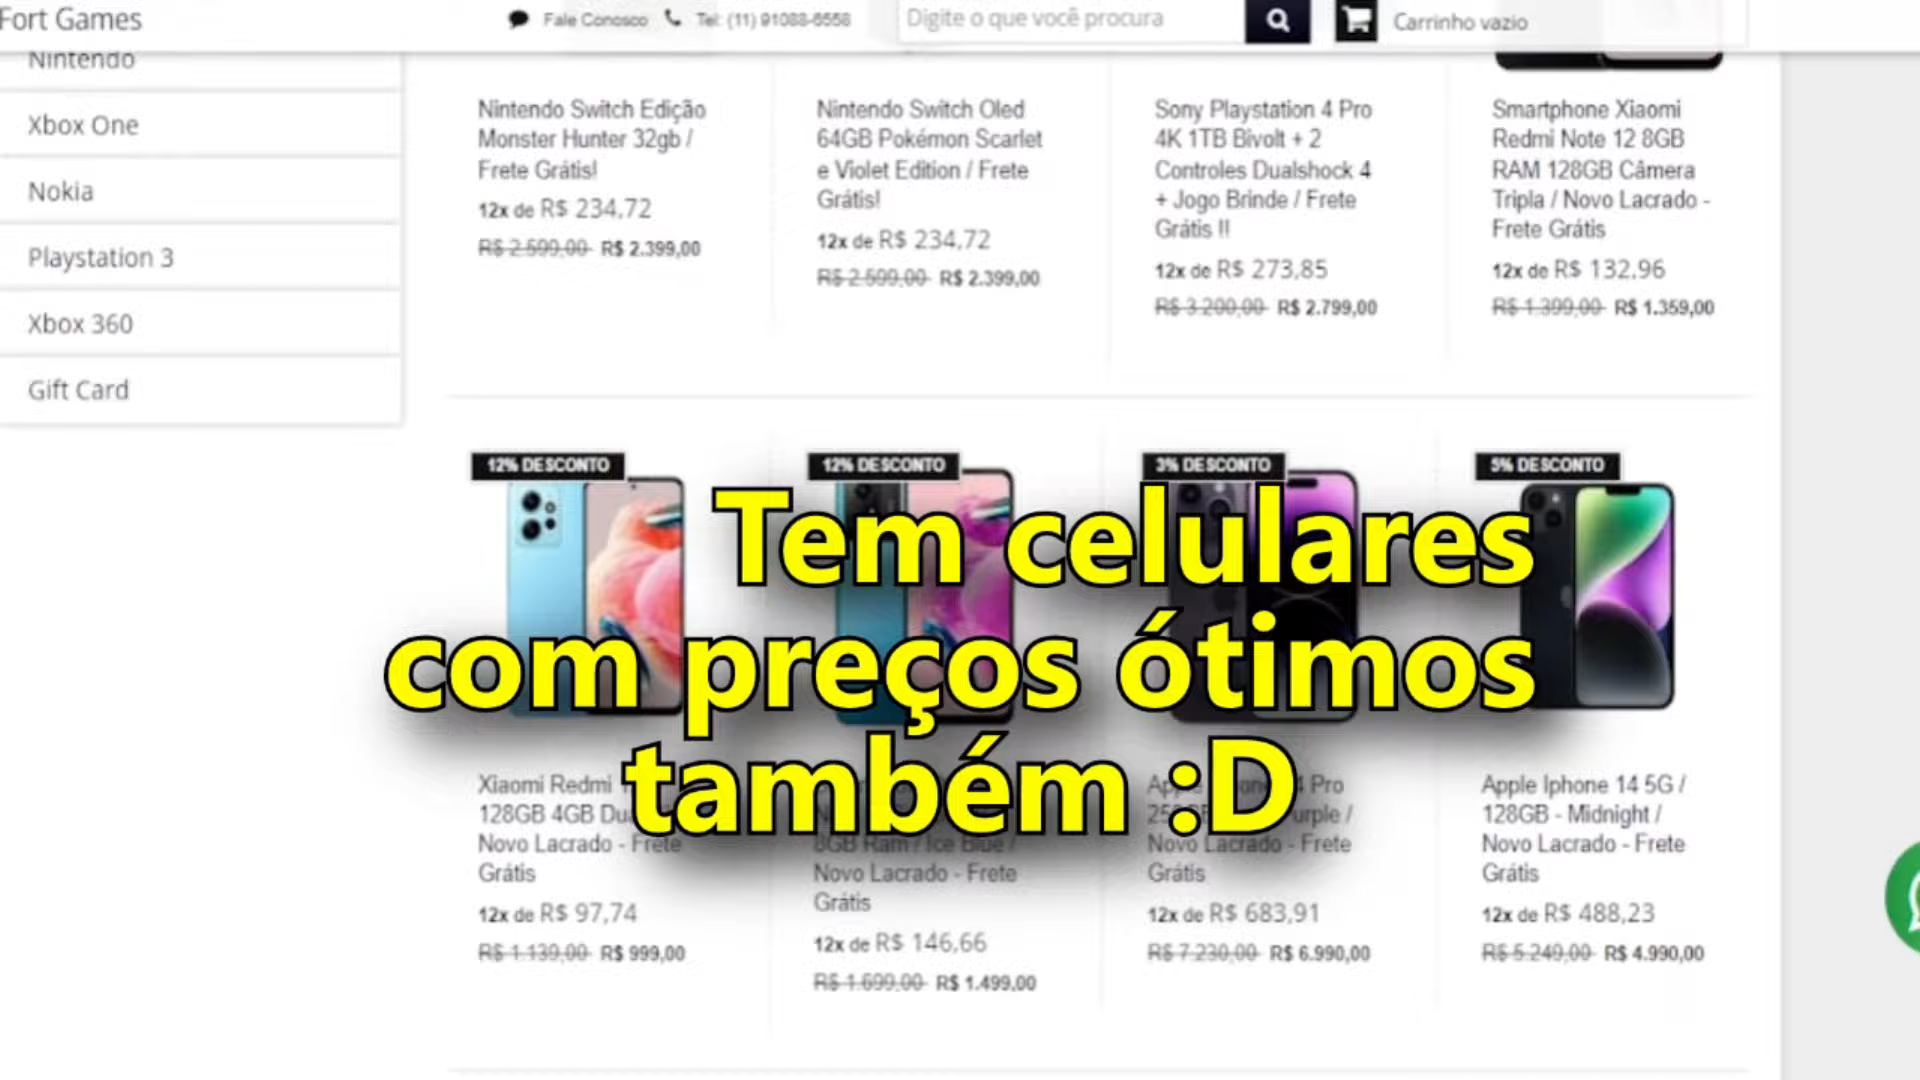 Fort Games
Fale Conosco
Tel: (11) 91088-6558
Digite o que você procura
Carrinho vazio
Nintendo
Xbox One
Nokia
Playstation 3
Xbox 360
Gift Card
Nintendo Switch Edição
Monster Hunter 32gb /
Frete Grátis!
12x de R$ 234,72
R$ 2.599,00 R$ 2.399,00
Nintendo Switch Oled
64GB Pokémon Scarlet
e Violet Edition / Frete
Grátis!
12x de R$ 234,72
R$ 2.599,00 R$ 2.399,00
Sony Playstation 4 Pro
4K 1TB Bivolt + 2
Controles Dualshock 4
+ Jogo Brinde / Frete
Grátis !!
12x de R$ 273,85
R$ 3.200,00 R$ 2.799,00
Smartphone Xiaomi
Redmi Note 12 8GB
RAM 128GB Câmera
Tripla / Novo Lacrado -
Frete Grátis
12x de R$ 132,96
R$ 1.399,00 R$ 1.359,00
12% DESCONTO
12% DESCONTO
3% DESCONTO
5% DESCONTO
Tem celulares
com preços ótimos
também :D
Xiaomi Redmi
128GB 4GB
Novo Lacrado - Frete
Grátis
12x de R$ 97,74
R$ 1.139,00 R$ 999,00
8GB Ram / Ice Blue /
Novo Lacrado - Frete
Grátis
12x de R$ 146,66
R$ 1.699,00 R$ 1.499,00
Pro
Novo Lacrado - Frete
Grátis
12x de R$ 683,91
R$ 7.230,00 R$ 6.990,00
Apple Iphone 14 5G /
128GB - Midnight /
Novo Lacrado - Frete
Grátis
12x de R$ 488,23
R$ 5.249,00 R$ 4.990,00